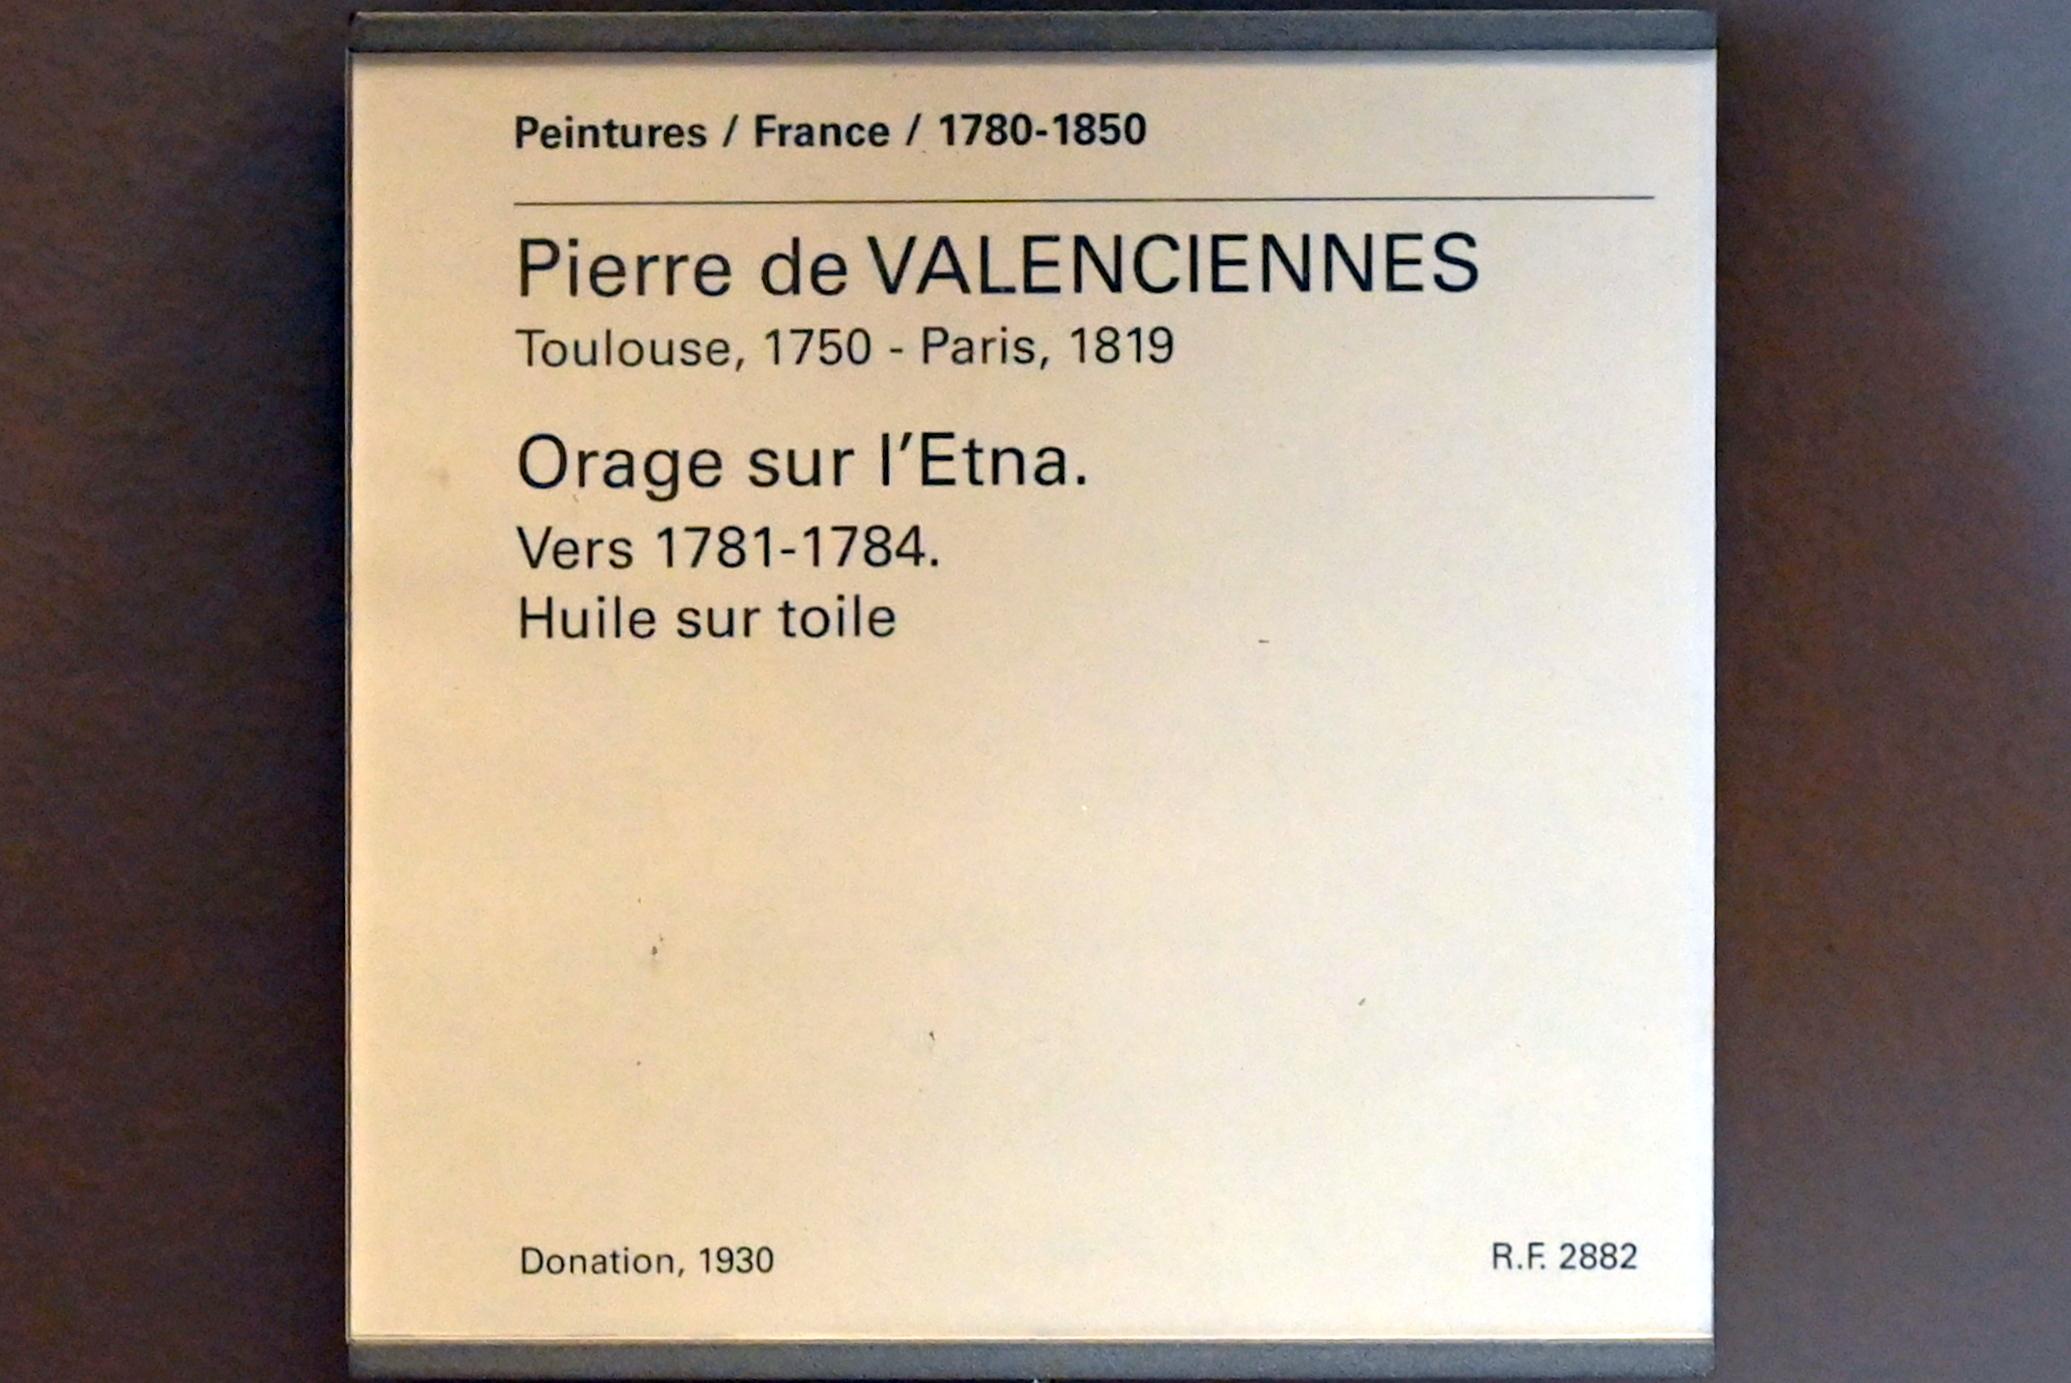 Peintures / France / 1780-1850
Pierre de VALENCIENNES
Toulouse, 1750 - Paris, 1819
Orage sur l'Etna.
Vers 1781-1784.
Huile sur toile
Donation, 1930
R.F. 2882